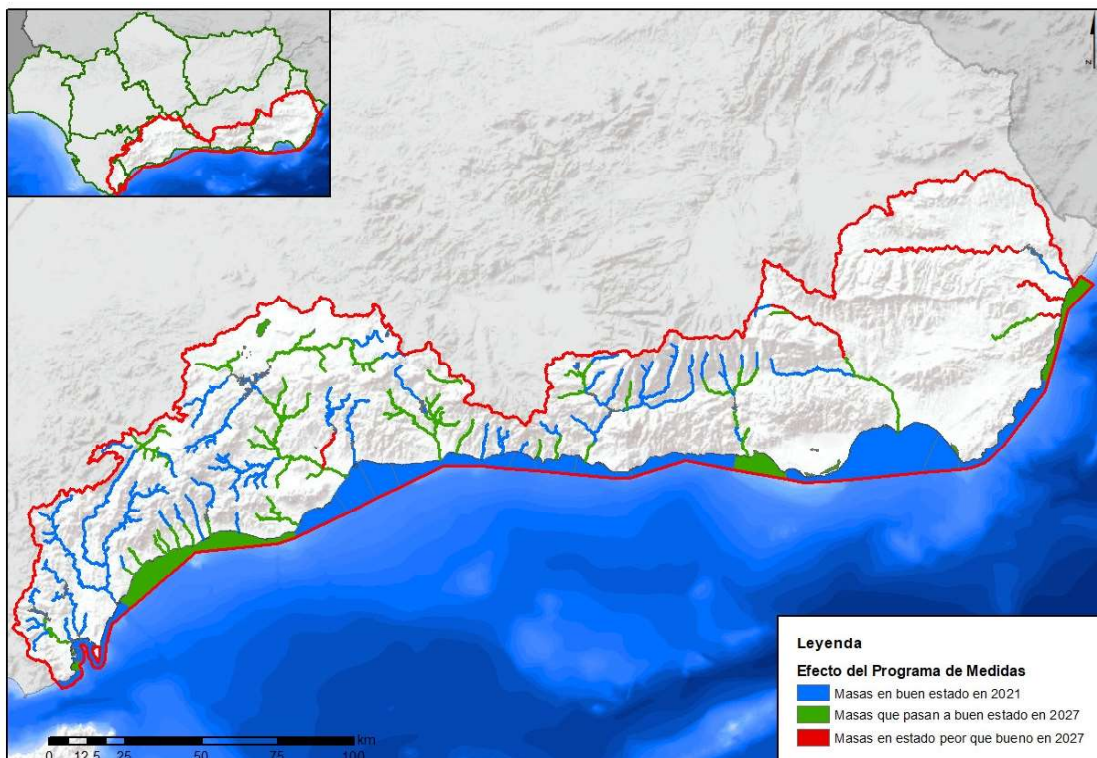 Z
Leyenda
Efecto del Programa de Medidas
Masas en buen estado en 2021
Masas que pasan a buen estado en 2027
Masas en estado peor que bueno en 2027
km
0 12,5 25 50 75 100